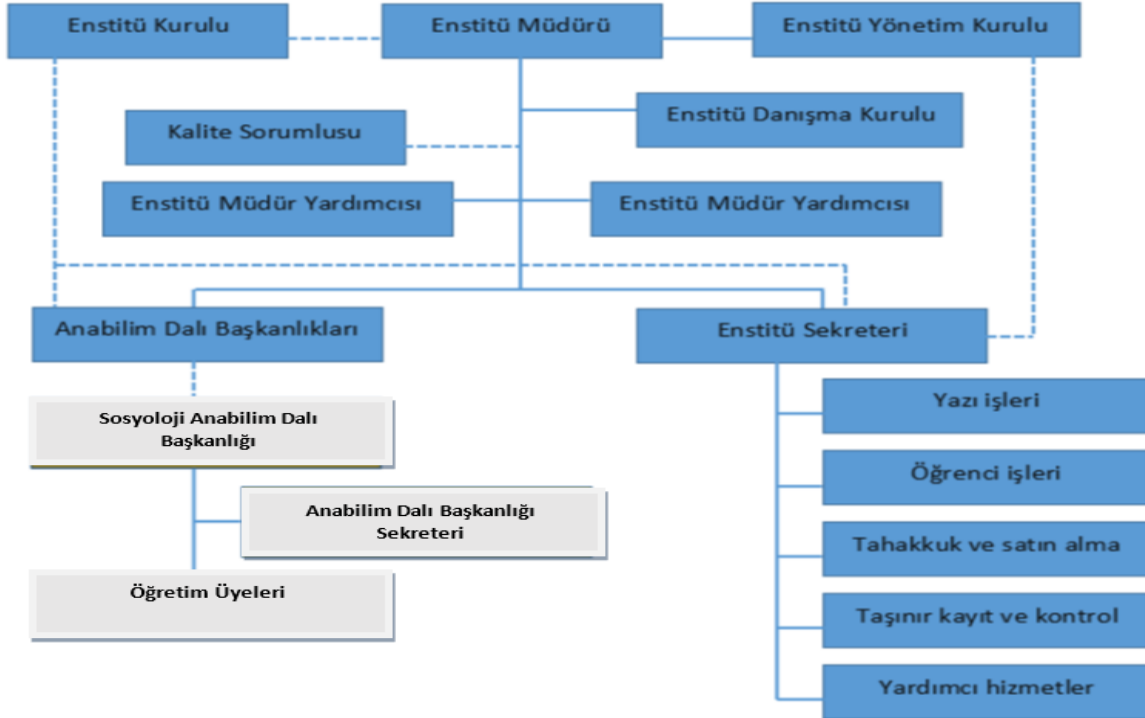 Enstitü Kurulu
Enstitü Müdürü
Enstitü Yönetim Kurulu
Enstitü Danışma Kurulu
Kalite Sorumlusu
Enstitü Müdür Yardımcısı
Enstitü Müdür Yardımcısı
Anabilim Dalı Başkanlıkları
Enstitü Sekreteri
Sosyoloji Anabilim Dalı
Başkanlığı
Anabilim Dalı Başkanlığı
Sekreteri
Öğretim Üyeleri
Yazı işleri
Öğrenci işleri
Tahakkuk ve satın alma
Taşınır kayıt ve kontrol
Yardımcı hizmetler